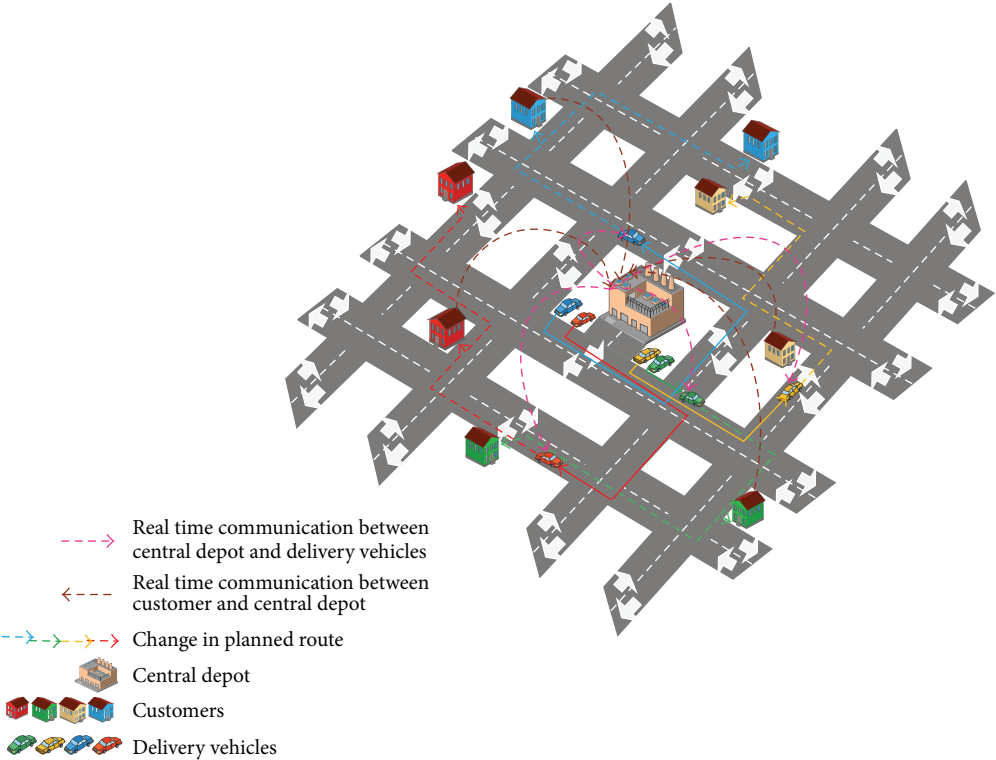 Real time communication between
central depot and delivery vehicles
Real time communication between
customer and central depot
Change in planned route
Central depot
Customers
Delivery vehicles